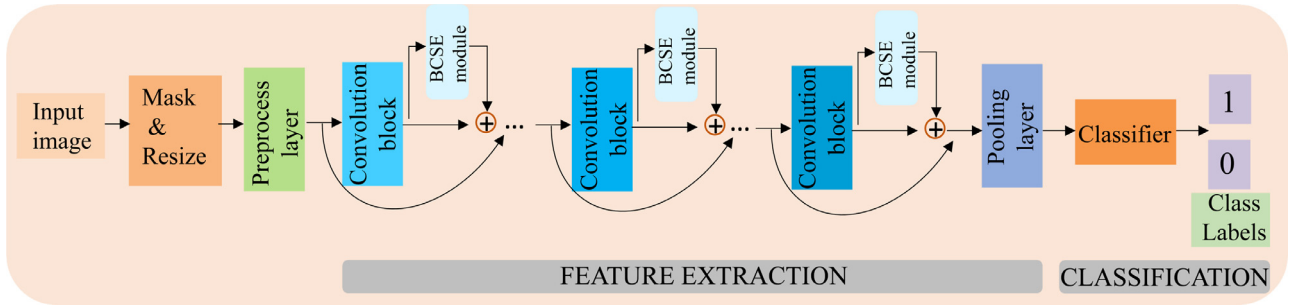 Input
image
Mask
&
Resize
Preprocess
layer
Convolution
block
BCSE
module
+
...
Convolution
block
BCSE
module
+
...
Convolution
block
BCSE
module
+
Pooling
layer
Classifier
1
0
Class
Labels
FEATURE EXTRACTION
CLASSIFICATION